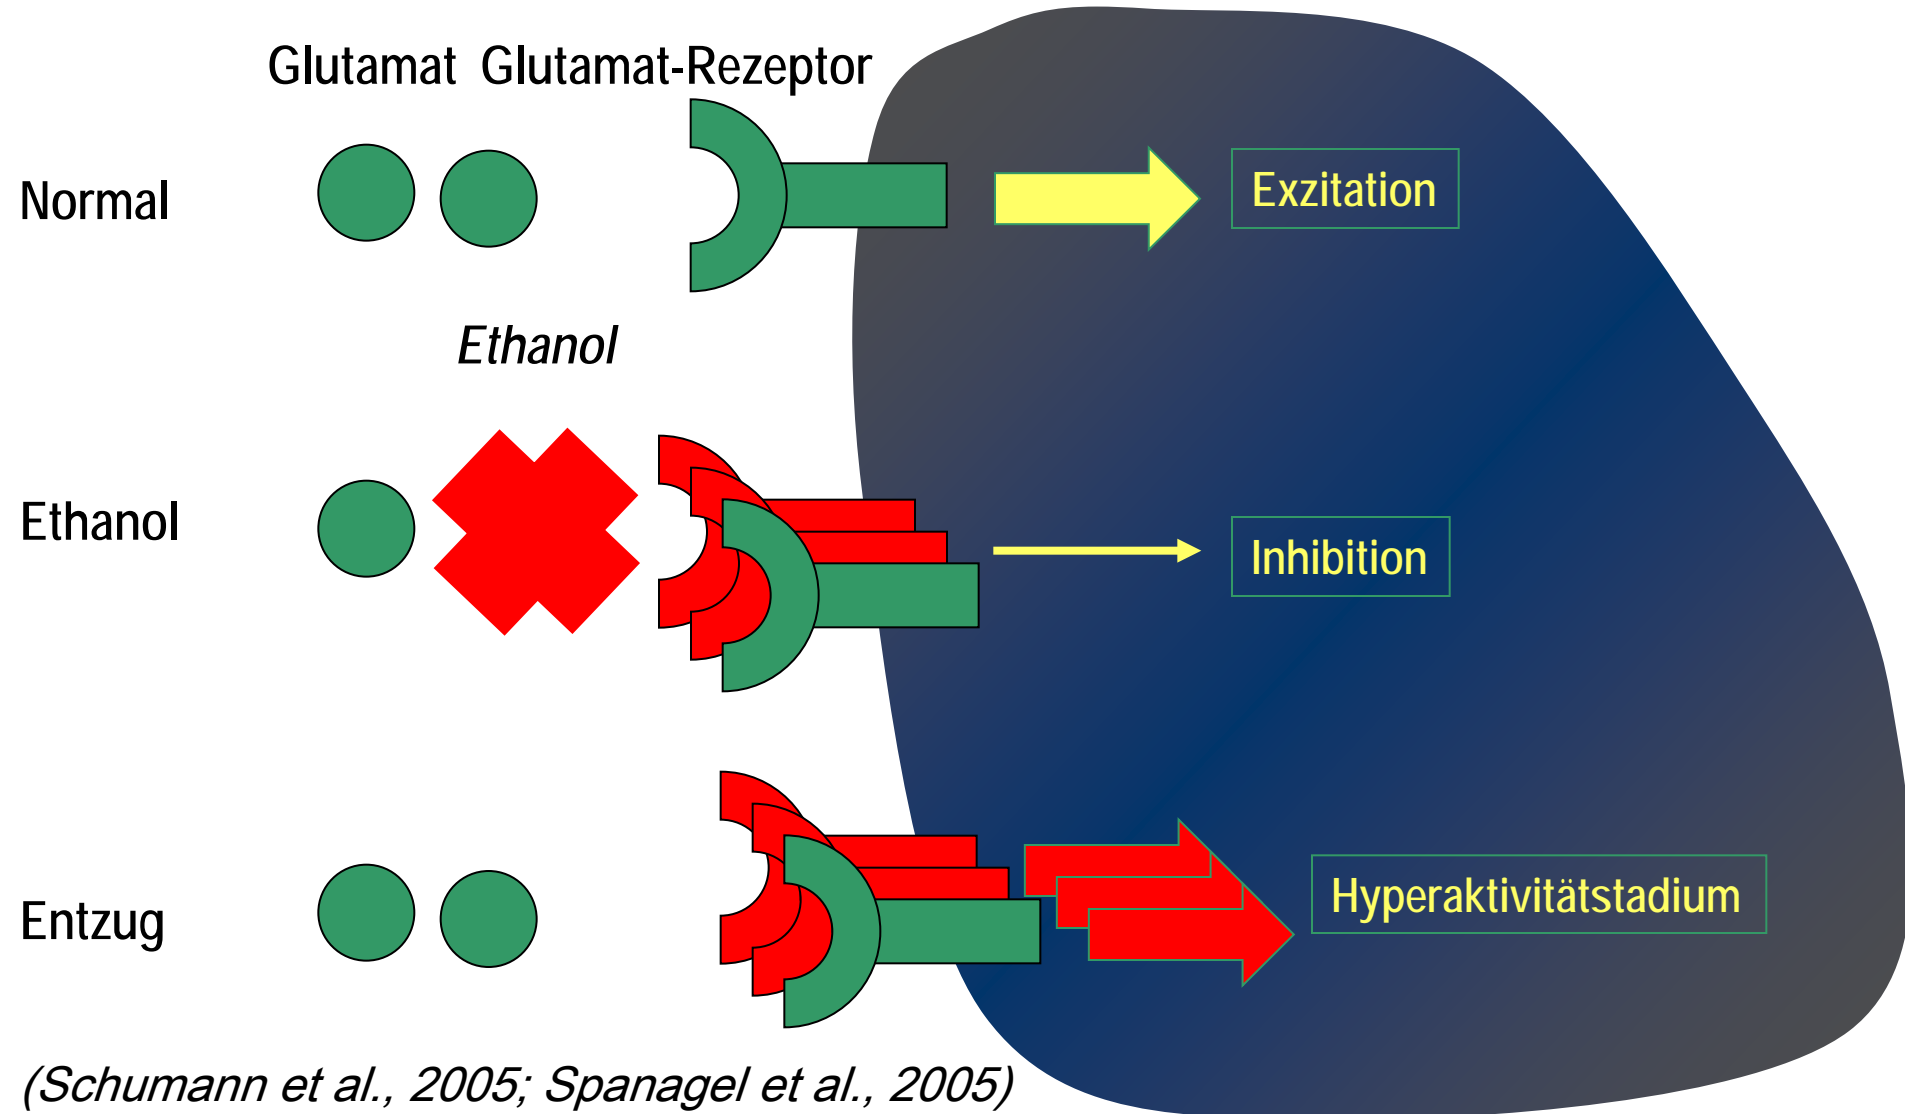 Glutamat Glutamat-Rezeptor
Normal
Exzitation
Ethanol
Ethanol
Inhibition
Entzug
Hyperaktivitätstadium
(Schumann et al., 2005; Spanagel et al., 2005)